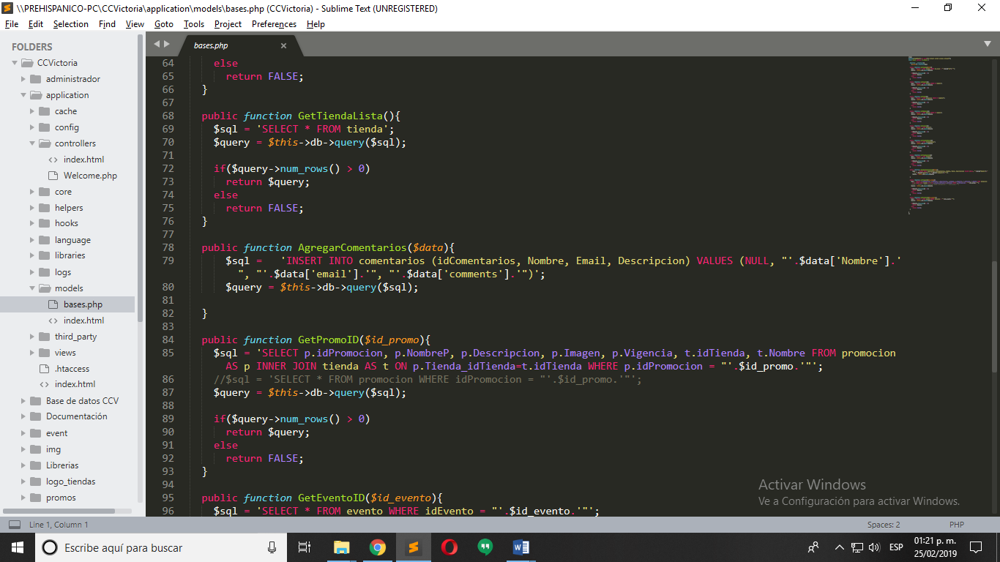 \\PREHISPANICO-PC\CCVictoria\application\models\bases.php (CCVictoria) - Sublime Text (UNREGISTERED)
File Edit Selection Find View Goto Tools Project Preferences Help
FOLDERS
CCVictoria
administrador
application
cache
config
controllers
index.html
Welcome.php
core
helpers
hooks
language
libraries
logs
models
bases.php
index.html
third_party
views
.htaccess
index.html
Base de datos CCV
Documentación
event
img
Librerias
logo_tiendas
promos
bases.php
64 else
65 return FALSE;
66 }
67
68 public function GetTiendaLista(){
69 $sql = 'SELECT * FROM tienda';
70 $query = $this->db->query($sql);
71
72 if($query->num_rows() > 0)
73 return $query;
74 else
75 return FALSE;
76 }
77
78 public function AgregarComentarios($data){
79 $sql =   'INSERT INTO comentarios (idComentarios, Nombre, Email, Descripcion) VALUES (NULL, "'.$data['Nombre'].'
", "'.$data['email'].'", "'.$data['comments'].'")';
80 $query = $this->db->query($sql);
81
82 }
83
84 public function GetPromoID($id_promo){
85 $sql = 'SELECT p.idPromocion, p.NombreP, p.Descripcion, p.Imagen, p.Vigencia, t.idTienda, t.Nombre FROM promocion
AS p INNER JOIN tienda AS t ON p.Tienda_idTienda=t.idTienda WHERE p.idPromocion = "'.$id_promo.'"';
86 //$sql = 'SELECT * FROM promocion WHERE idPromocion = "'.$id_promo.'"';
87 $query = $this->db->query($sql);
88
89 if($query->num_rows() > 0)
90 return $query;
91 else
92 return FALSE;
93 }
94
95 public function GetEventoID($id_evento){
96 $sql = 'SELECT * FROM evento WHERE idEvento = "'.$id_evento.'"';
Activar Windows
Ve a Configuración para activar Windows.
Line 1, Column 1
Spaces: 2
PHP
Escribe aquí para buscar
ESP
01:21 p. m.
25/02/2019